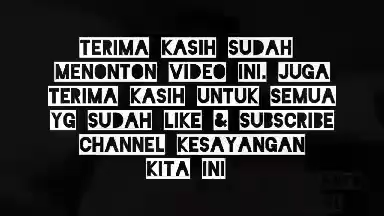 TERIMA KASIH SUDAH
MENONTON VIDEO INI. JUGA
TERIMA KASIH UNTUK SEMUA
YG SUDAH LIKE & SUBSCRIBE
CHANNEL KESAYANGAN
KITA INI